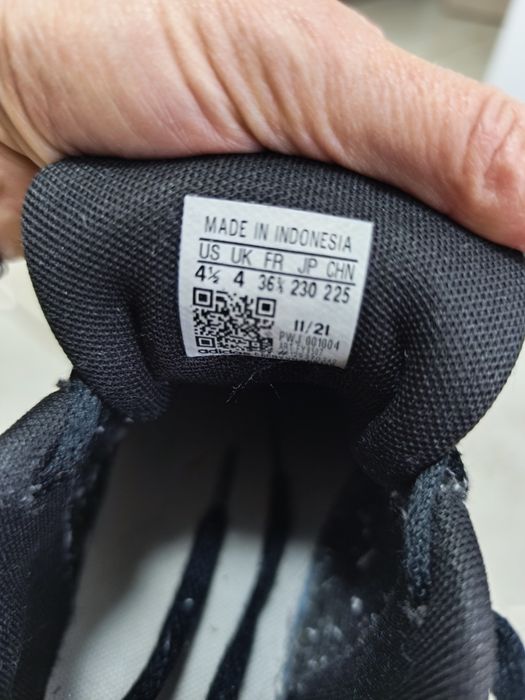 MADE IN INDONESIA
US UK FR JP CHN
4½ 4 36⅔ 230 225
11/21
PWJ 001004
adidas